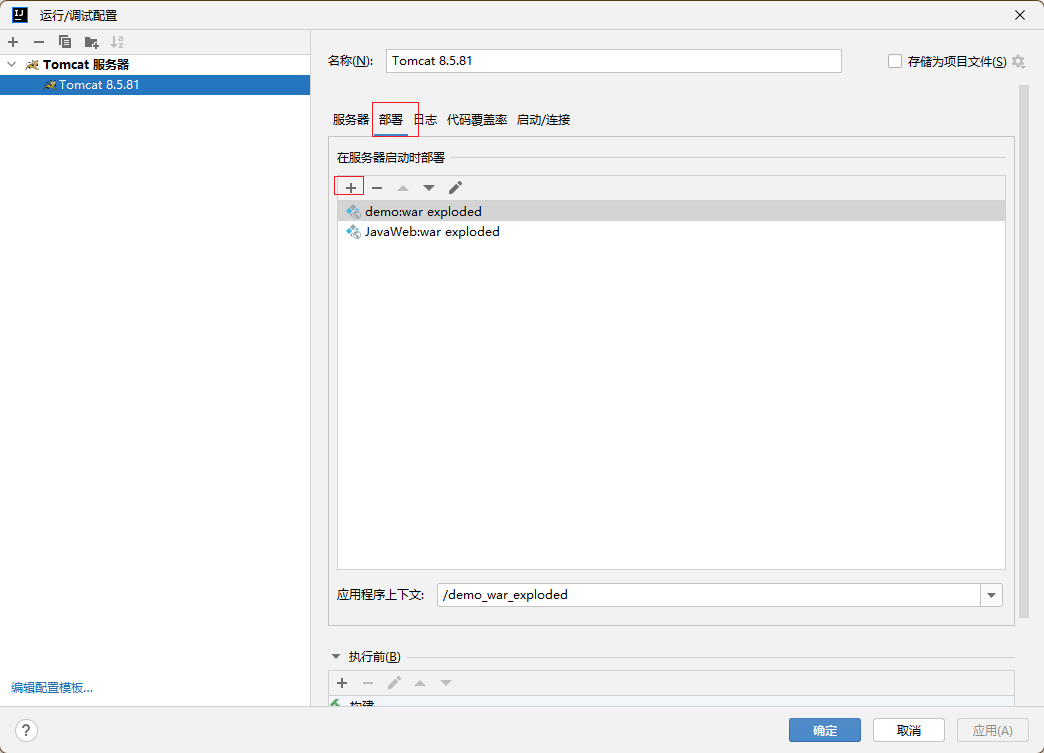 运行/调试配置
Tomcat 服务器
Tomcat 8.5.81
名称(N):
Tomcat 8.5.81
存储为项目文件(S)
服务器 部署 日志 代码覆盖率 启动/连接
在服务器启动时部署
demo:war exploded
JavaWeb:war exploded
应用程序上下文:
/demo_war_exploded
执行前(B)
构建
编辑配置模板...
?
确定 取消 应用(A)